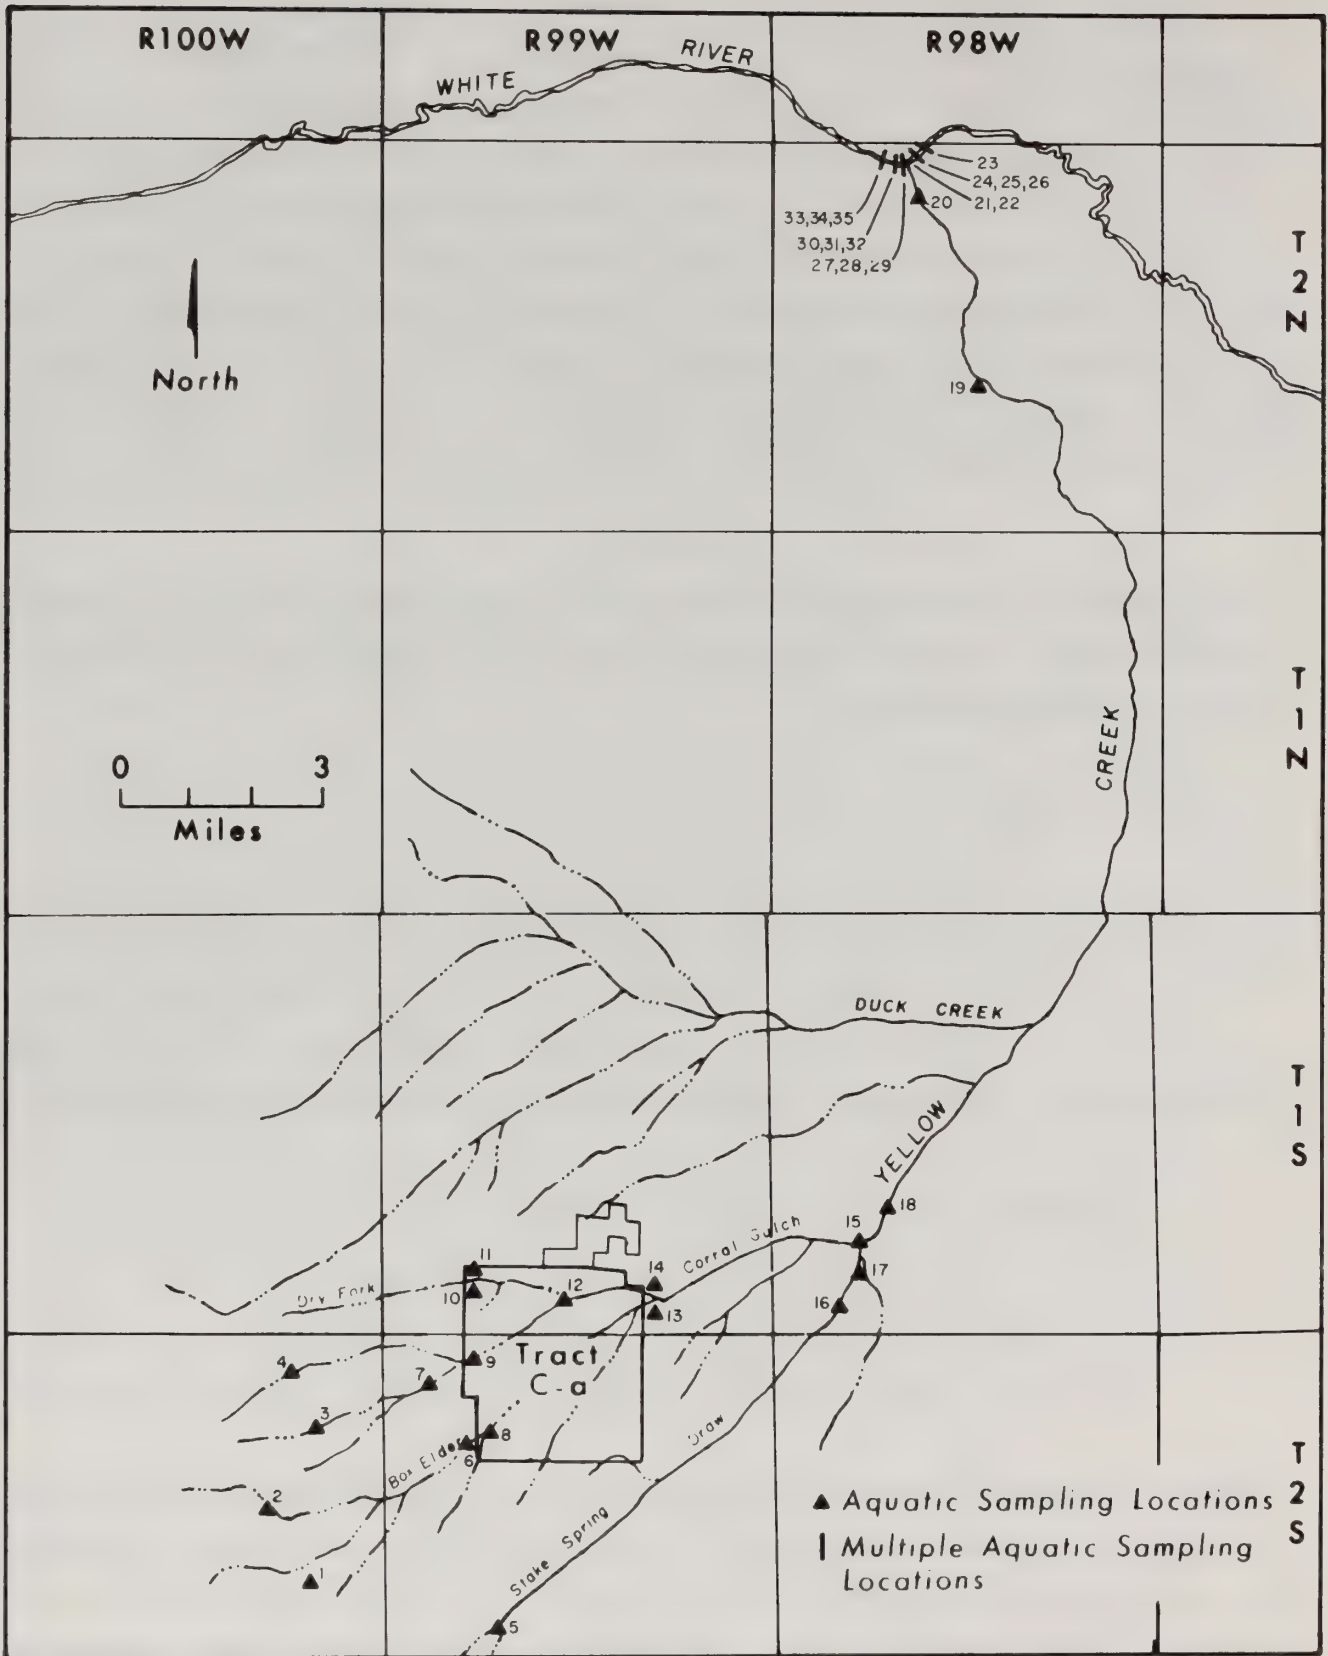 R100W
R99W
R98W
WHITE
RIVER
23
24, 25, 26
21, 22
20
33,34,35
30,31,32
27,28,29
T
2
N
North
19
T
1
N
CREEK
0
3
Miles
DUCK CREEK
T
1
S
YELLOW
18
15
Corral Gulch
17
11
14
12
Dry Fork
10
13
16
Tract
C-a
9
4
7
3
8
6
Box Elder
Draw
2
Stake Spring
1
5
T
2
S
▲ Aquatic Sampling Locations
| Multiple Aquatic Sampling
Locations